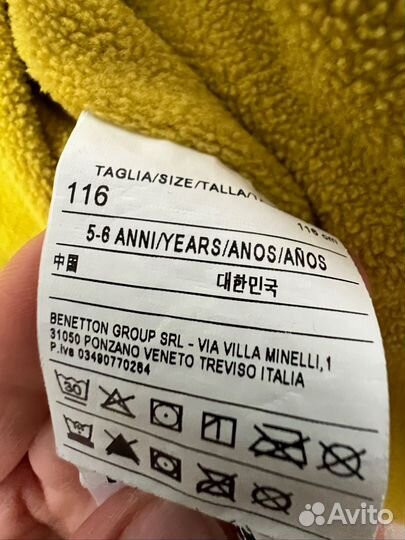 TAGLIA/SIZE/TALLA/
116 116 cm
5-6 ANNI/YEARS/ANOS/AÑOS
中国 대한민국
BENETTON GROUP SRL - VIA VILLA MINELLI,1
31050 PONZANO VENETO TREVISO ITALIA
P.iva 03490770264
30
Avito